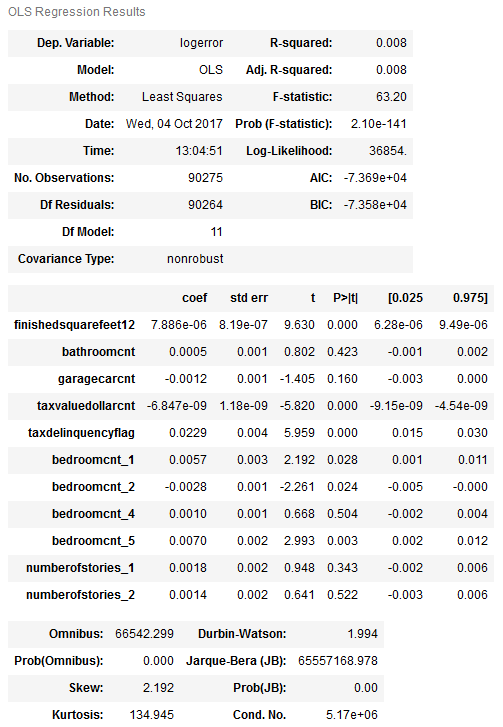 OLS Regression Results
Dep. Variable: logerror R-squared: 0.008
Model: OLS Adj. R-squared: 0.008
Method: Least Squares F-statistic: 63.20
Date: Wed, 04 Oct 2017 Prob (F-statistic): 2.10e-141
Time: 13:04:51 Log-Likelihood: 36854.
No. Observations: 90275 AIC: -7.369e+04
Df Residuals: 90264 BIC: -7.358e+04
Df Model: 11
Covariance Type: nonrobust
coef std err t P>|t| [0.025 0.975]
finishedsquarefeet12 7.886e-06 8.19e-07 9.630 0.000 6.28e-06 9.49e-06
bathroomcnt 0.0005 0.001 0.802 0.423 -0.001 0.002
garagecarcnt -0.0012 0.001 -1.405 0.160 -0.003 0.000
taxvaluedollarcnt -6.847e-09 1.18e-09 -5.820 0.000 -9.15e-09 -4.54e-09
taxdelinquencyflag 0.0229 0.004 5.959 0.000 0.015 0.030
bedroomcnt_1 0.0057 0.003 2.192 0.028 0.001 0.011
bedroomcnt_2 -0.0028 0.001 -2.261 0.024 -0.005 -0.000
bedroomcnt_4 0.0010 0.001 0.668 0.504 -0.002 0.004
bedroomcnt_5 0.0070 0.002 2.993 0.003 0.002 0.012
numberofstories_1 0.0018 0.002 0.948 0.343 -0.002 0.006
numberofstories_2 0.0014 0.002 0.641 0.522 -0.003 0.006
Omnibus: 66542.299 Durbin-Watson: 1.994
Prob(Omnibus): 0.000 Jarque-Bera (JB): 65557168.978
Skew: 2.192 Prob(JB): 0.00
Kurtosis: 134.945 Cond. No. 5.17e+06